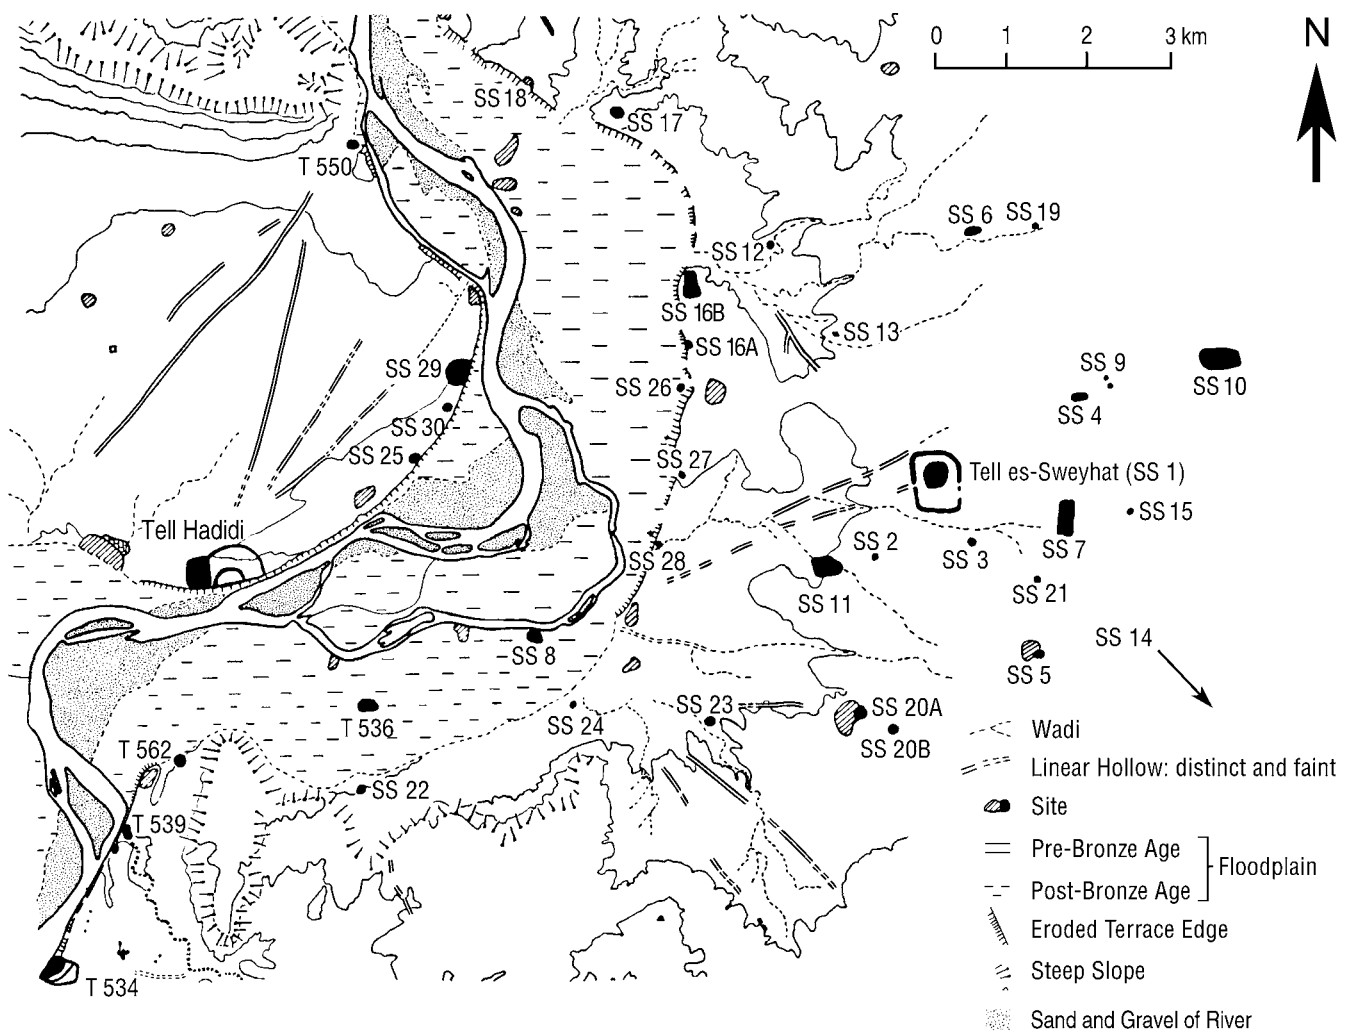 0 1 2 3 km
N
SS 18
SS 17
T 550
SS 6
SS 19
SS 12
SS 16B
SS 13
SS 16A
SS 29
SS 9
SS 10
SS 26
SS 4
SS 30
SS 25
SS 27
Tell es-Sweyhat (SS 1)
SS 15
Tell Hadidi
SS 2
SS 3
SS 7
SS 28
SS 11
SS 21
SS 14
SS 8
SS 5
T 536
SS 24
SS 23
SS 20A
SS 20B
T 562
SS 22
T 539
T 534
Wadi
Linear Hollow: distinct and faint
Site
Pre-Bronze Age
Floodplain
Post-Bronze Age
Eroded Terrace Edge
Steep Slope
Sand and Gravel of River